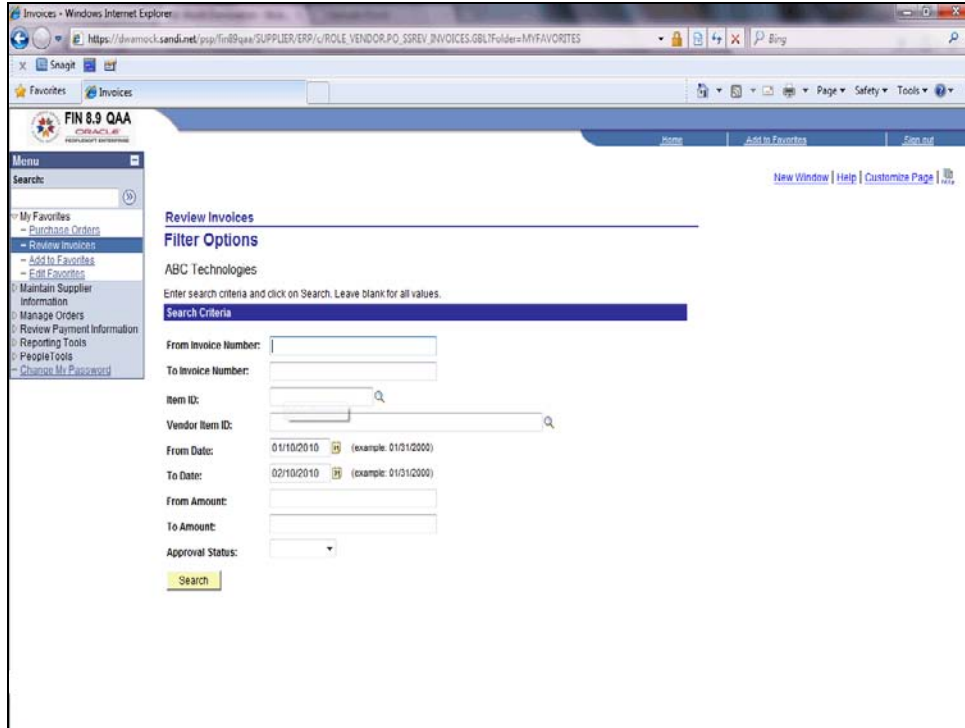 Invoices - Windows Internet Explorer
https://dwamock.sandi.net/psp/fin89qaa/SUPPLIER/ERP/c/ROLE_VENDOR.PO_SSREV_INVOICES.GBL?Folder=MYFAVORITES
Bing
x Snagit
Favorites Invoices Page Safety Tools
FIN 8.9 QAA
ORACLE
PEOPLESOFT ENTERPRISE
Home Add to Favorites Sign out
Menu
New Window | Help | Customize Page |
Search:
My Favorites
- Purchase Orders
- Review Invoices
- Add to Favorites
- Edit Favorites
Maintain Supplier
Information
Manage Orders
Review Payment Information
Reporting Tools
PeopleTools
- Change My Password
Review Invoices
Filter Options
ABC Technologies
Enter search criteria and click on Search. Leave blank for all values.
Search Criteria
From Invoice Number:
To Invoice Number:
Item ID:
Vendor Item ID:
From Date: 01/10/2010 (example: 01/31/2000)
To Date: 02/10/2010 (example: 01/31/2000)
From Amount:
To Amount:
Approval Status:
Search